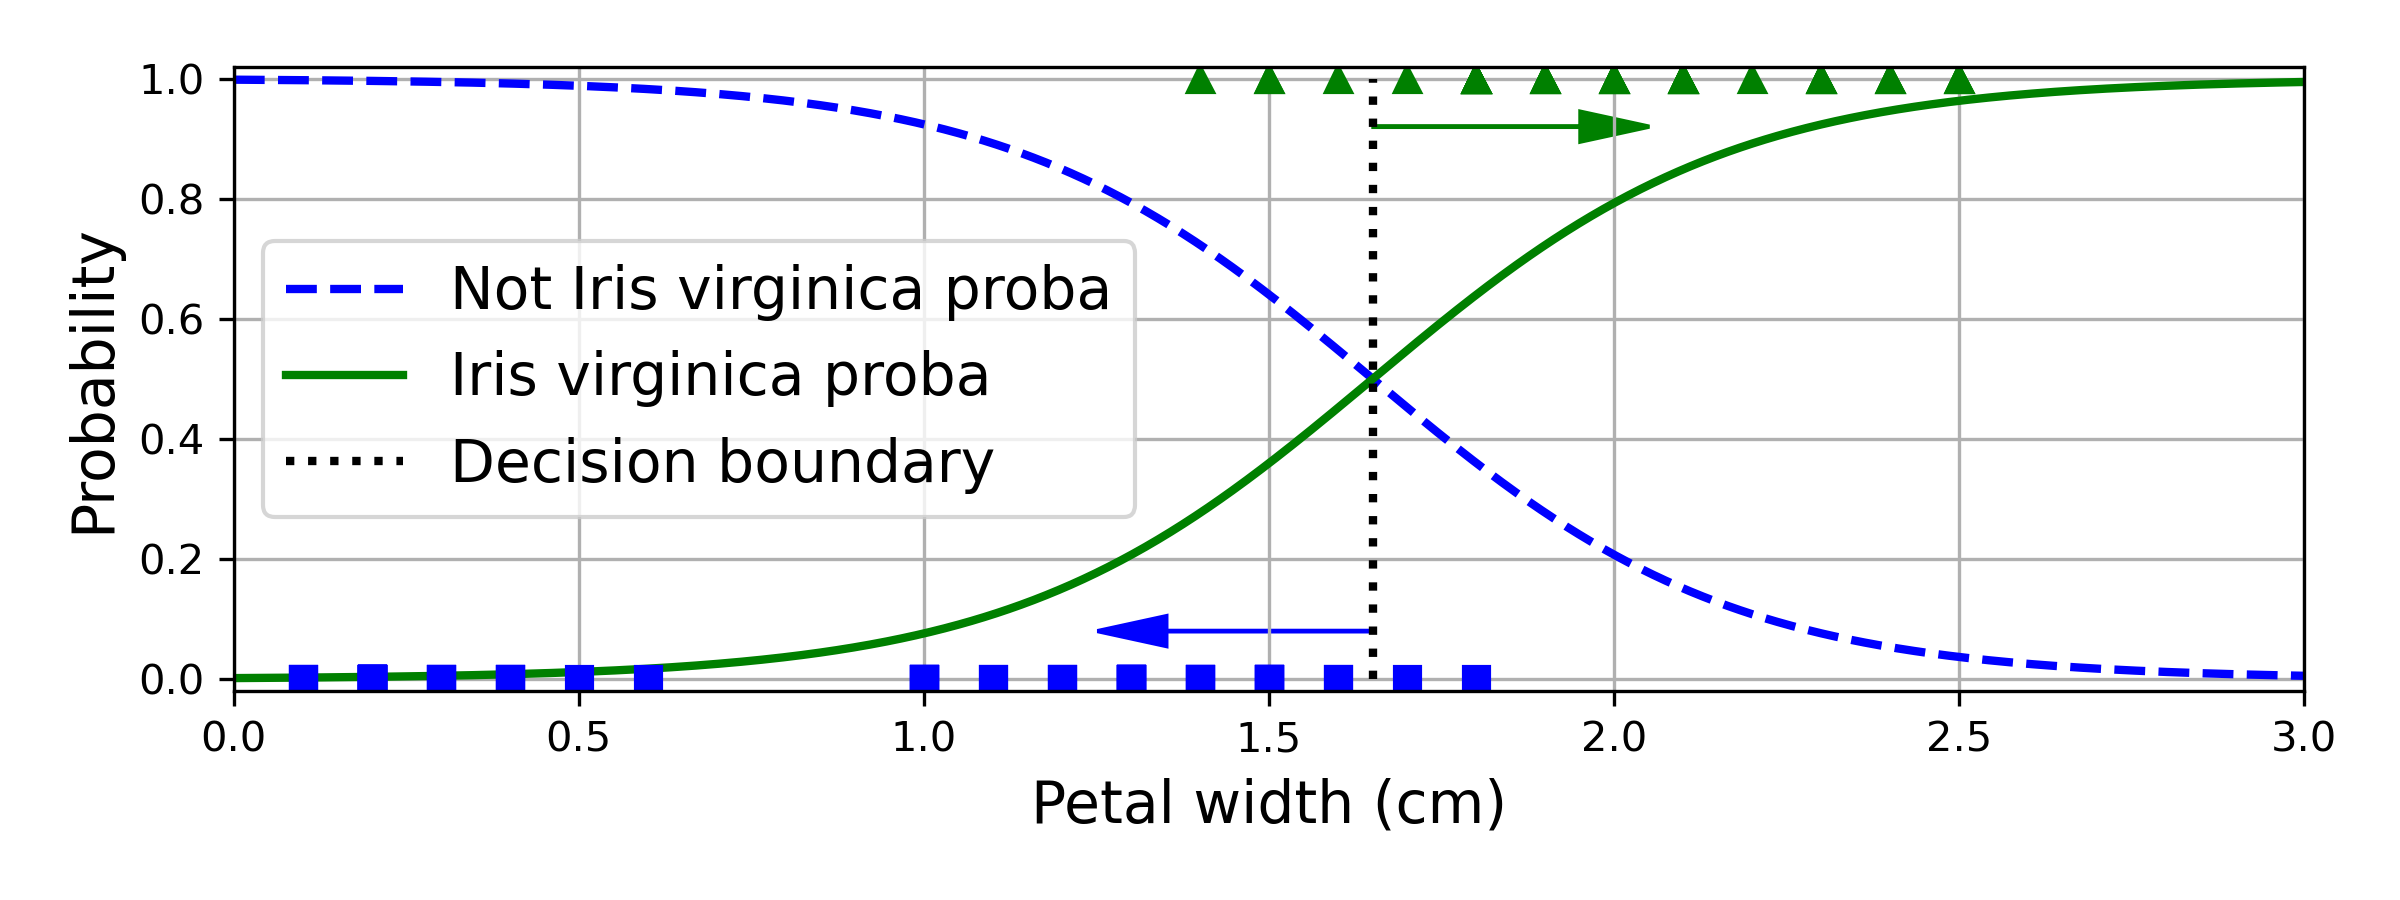 1.0
0.8
0.6
0.4
0.2
0.0
Probability
Not Iris virginica proba
Iris virginica proba
Decision boundary
0.0 0.5 1.0 1.5 2.0 2.5 3.0
Petal width (cm)